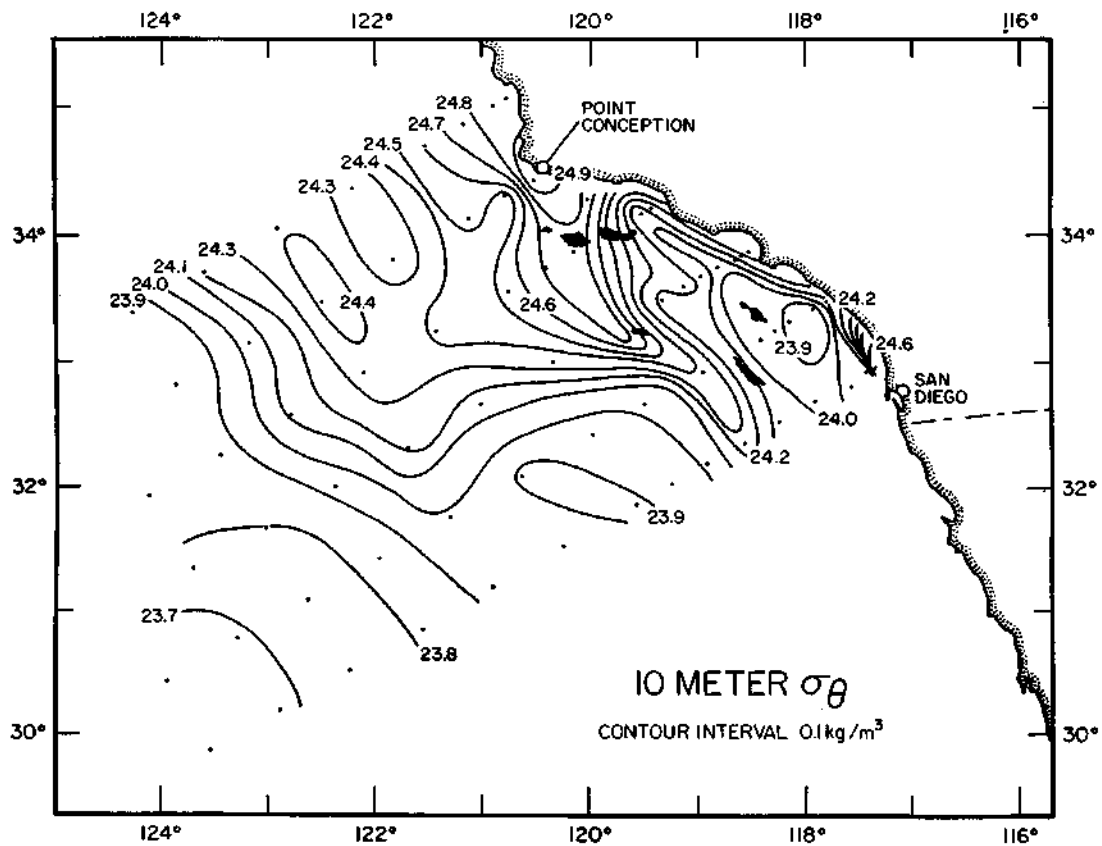 124° 122° 120° 118° 116°
24.8
24.7
24.5
24.4
24.3
24.3
24.1
24.0
23.9
POINT
CONCEPTION
24.9
34° 34°
24.4
24.6
24.2
24.6
23.9
SAN
DIEGO
24.0
24.2
32° 32°
23.9
23.7
23.8
10 METER σθ
CONTOUR INTERVAL 0.1kg/m³
30° 30°
124° 122° 120° 118° 116°